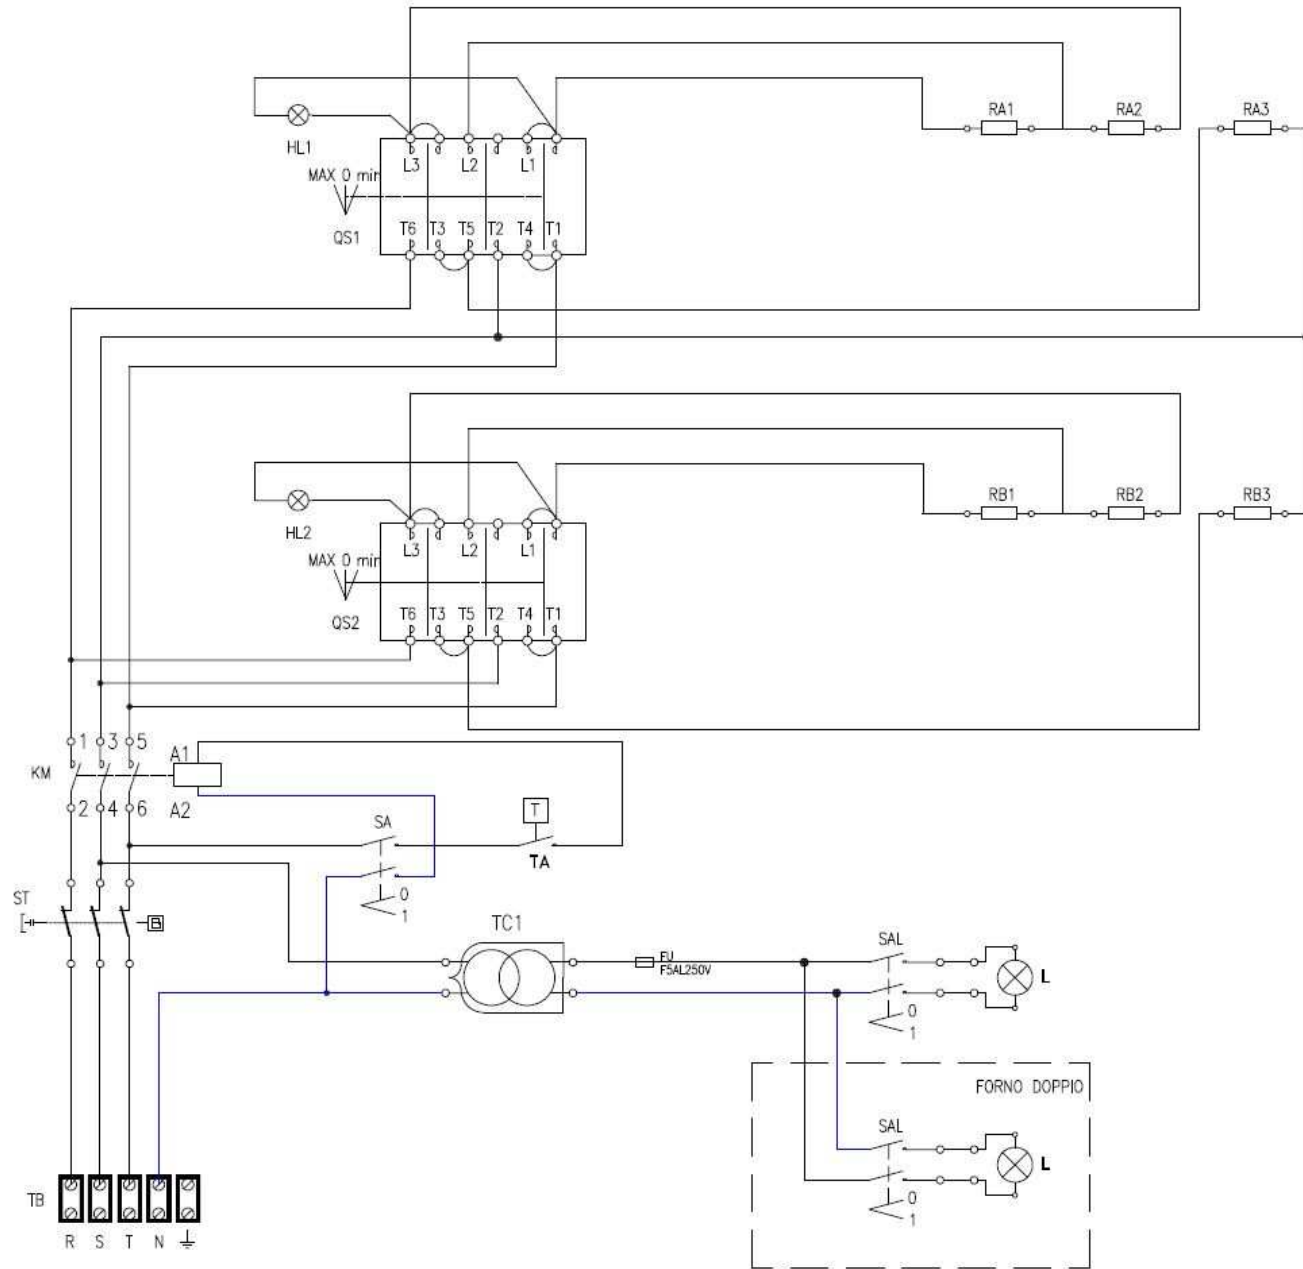 RA1 RA2 RA3
HL1
L3 L2 L1
MAX 0 min
T6 T3 T5 T2 T4 T1
QS1
RB1 RB2 RB3
HL2
L3 L2 L1
MAX 0 min
T6 T3 T5 T2 T4 T1
QS2
1 3 5
A1
KM
2 4 6 A2
SA
T
TA
0
1
ST
B
TC1
FU
F5AL250V
SAL
L
0
1
FORNO DOPPIO
SAL
L
0
1
TB
R S T N